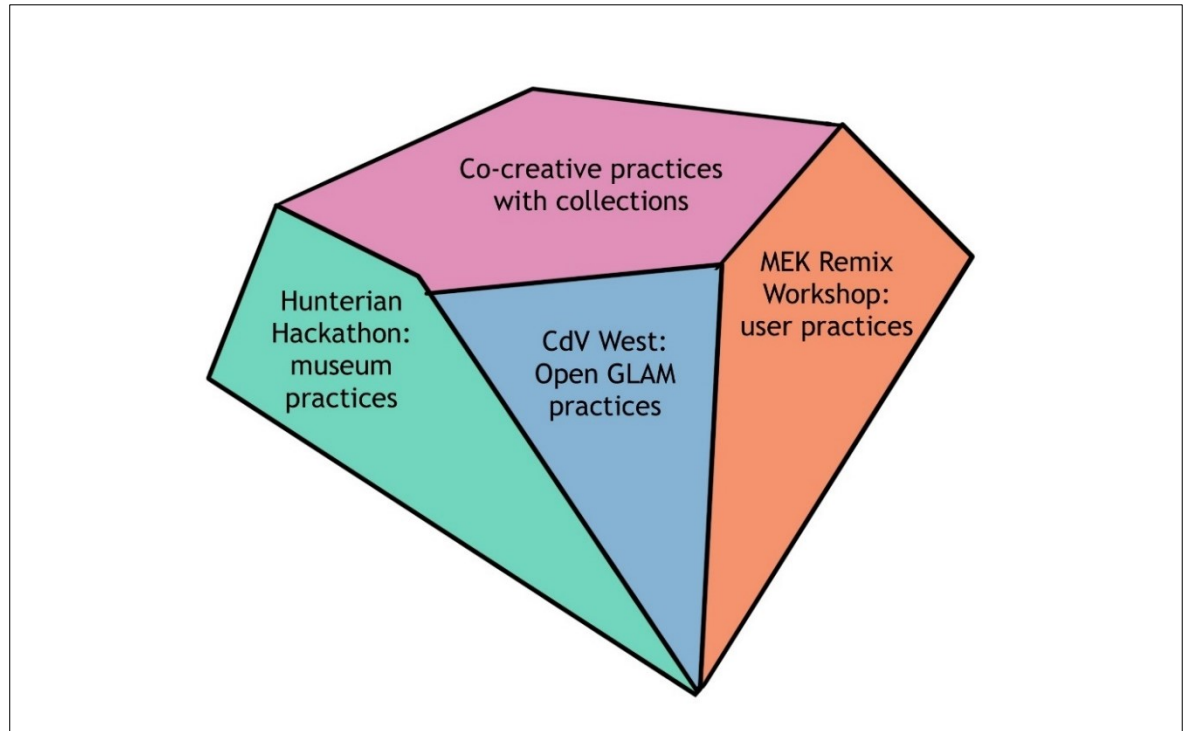 Co-creative practices
with collections
Hunterian
Hackathon:
museum
practices
CdV West:
Open GLAM
practices
MEK Remix
Workshop:
user practices